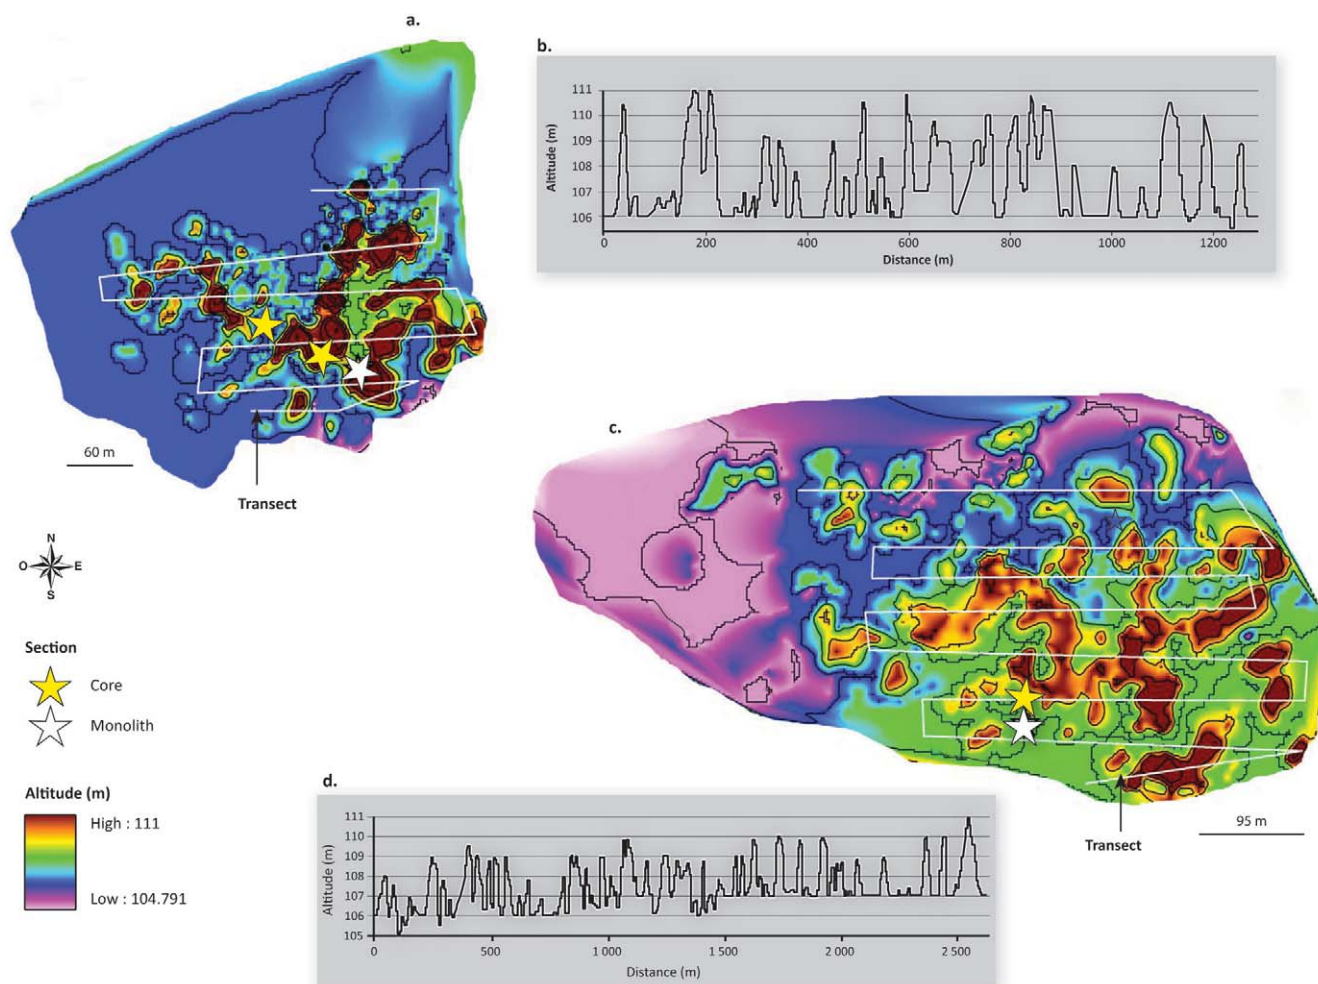 a.
b.
111
110
109
108
107
106
Altitude (m)
0
200
400
600
800
1000
1200
Distance (m)
60 m
Transect
N
O
E
S
Section
Core
Monolith
Altitude (m)
High : 111
Low : 104.791
c.
95 m
Transect
d.
111
110
109
108
107
106
105
Altitude (m)
0
500
1 000
1 500
2 000
2 500
Distance (m)